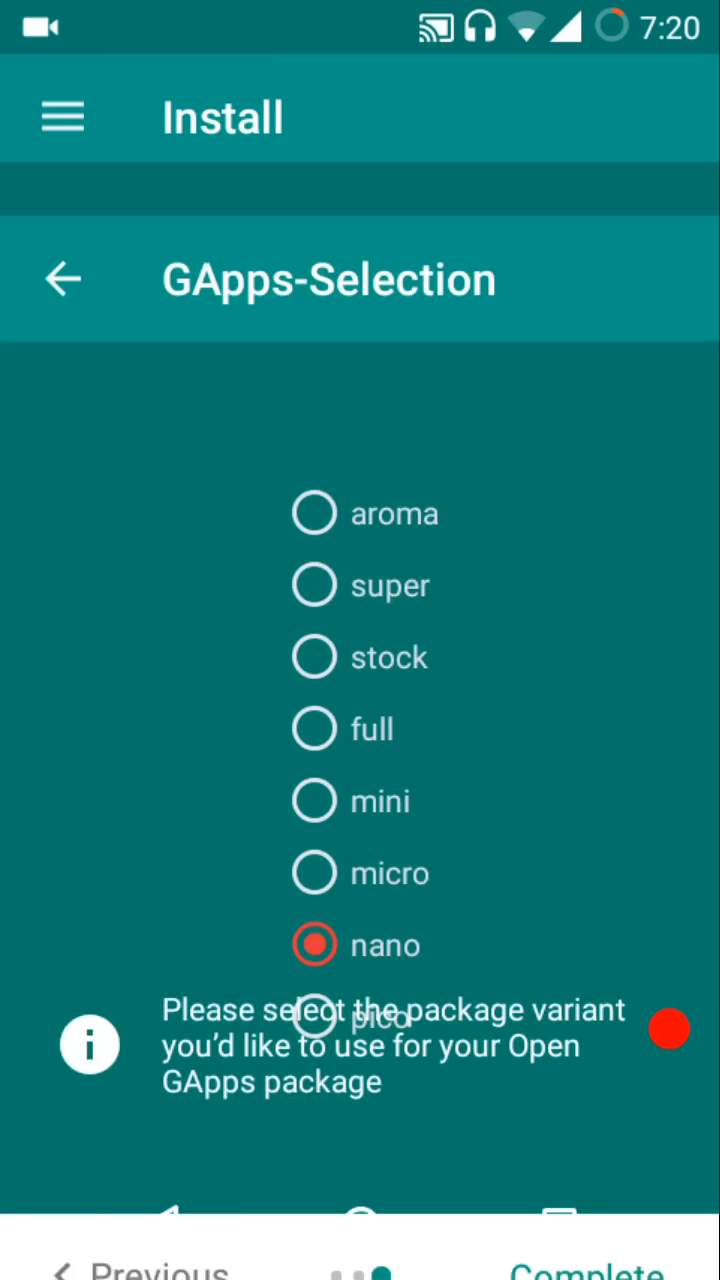 7:20
Install
GApps-Selection
aroma
super
stock
full
mini
micro
nano
pico
Please select the package variant
you'd like to use for your Open
GApps package
Previous
Complete